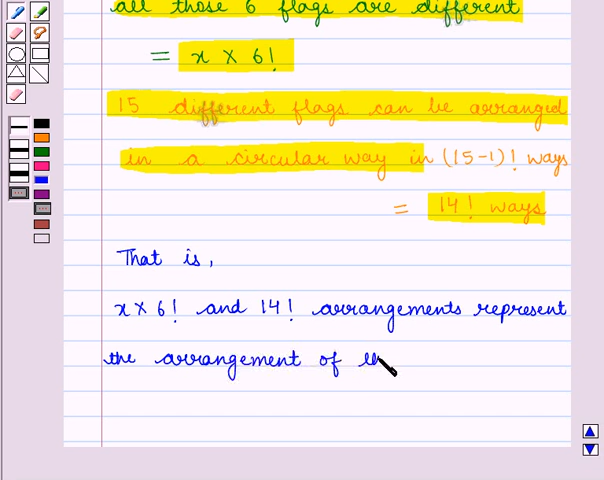 all those 6 flags are different
= x × 6!
15 different flags can be arranged
in a circular way in (15-1)! ways
= 14! ways
That is,
x × 6! and 14! arrangements represent
the arrangement of